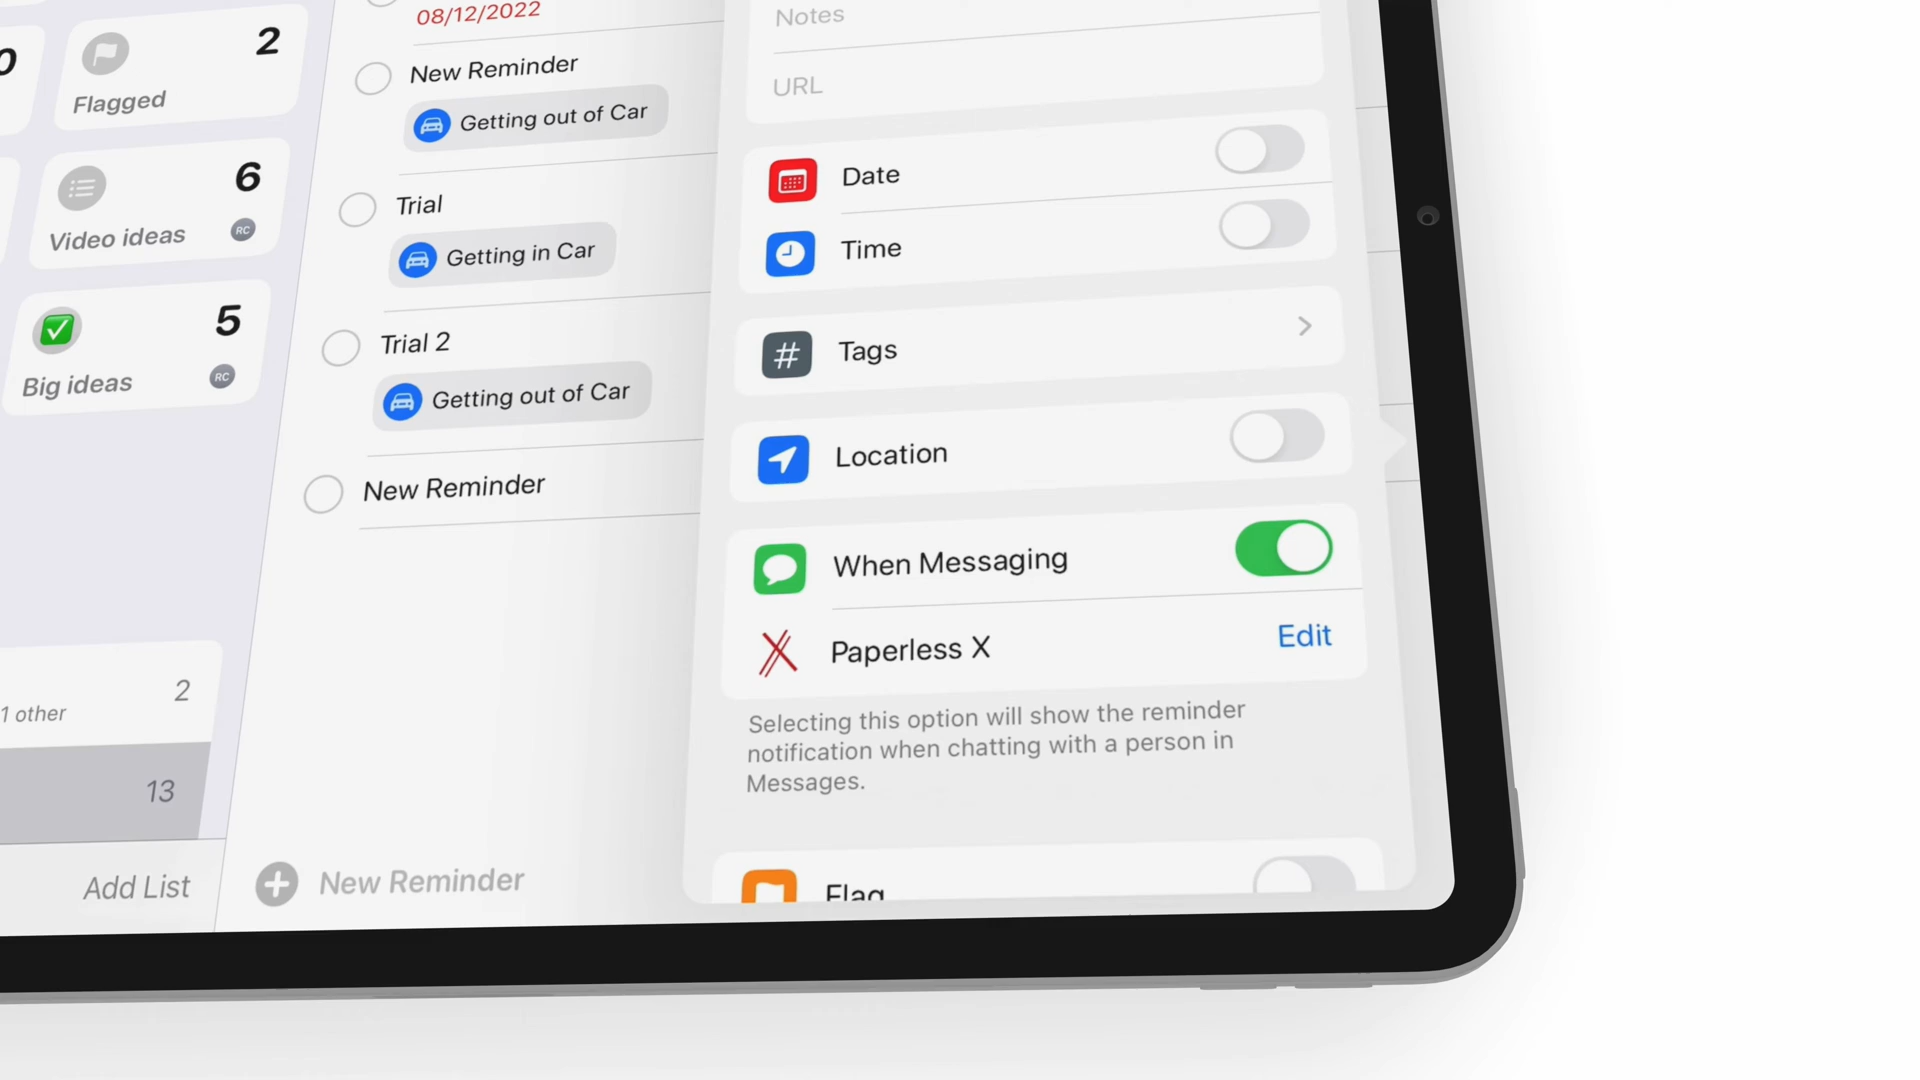 0
2
Flagged
6
Video ideas
RC
5
Big ideas
RC
1 other
2
13
Add List
08/12/2022
New Reminder
Getting out of Car
Trial
Getting in Car
Trial 2
Getting out of Car
New Reminder
New Reminder
Notes
URL
Date
Time
#
Tags
Location
When Messaging
Paperless X
Edit
Selecting this option will show the reminder
notification when chatting with a person in
Messages.
Flag